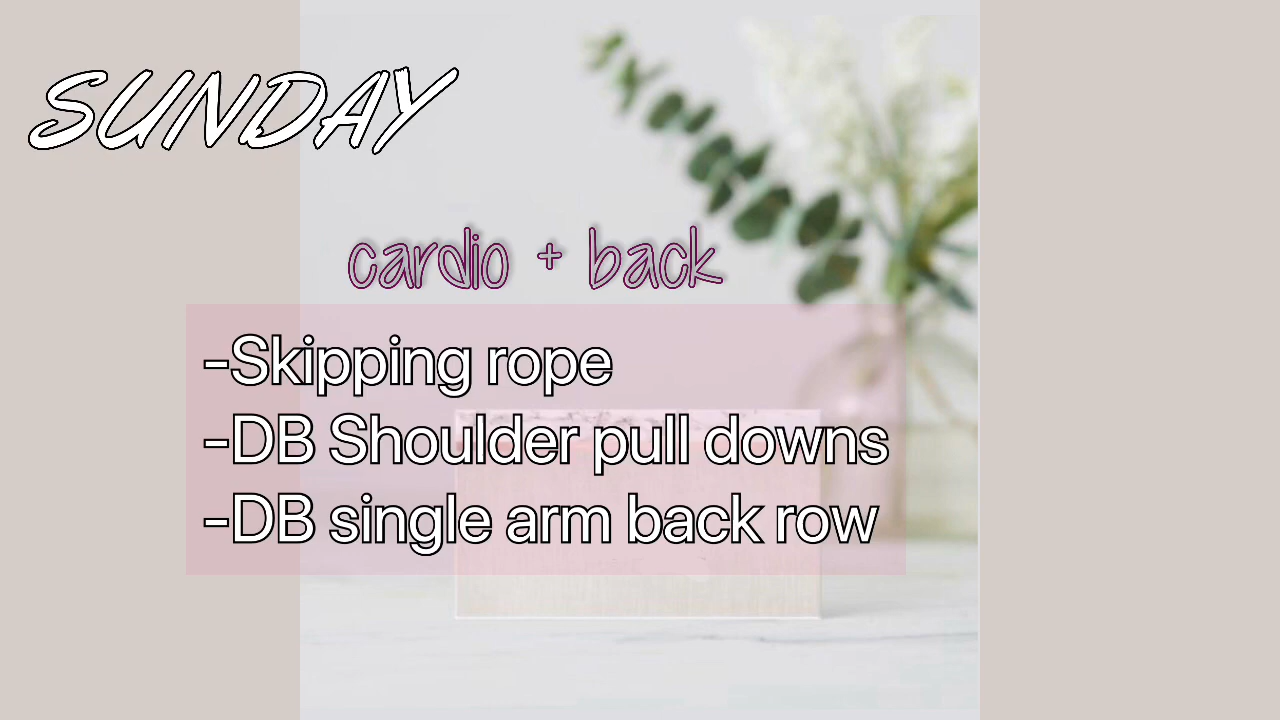 SUNDAY
cardio + back
-Skipping rope
-DB Shoulder pull downs
-DB single arm back row